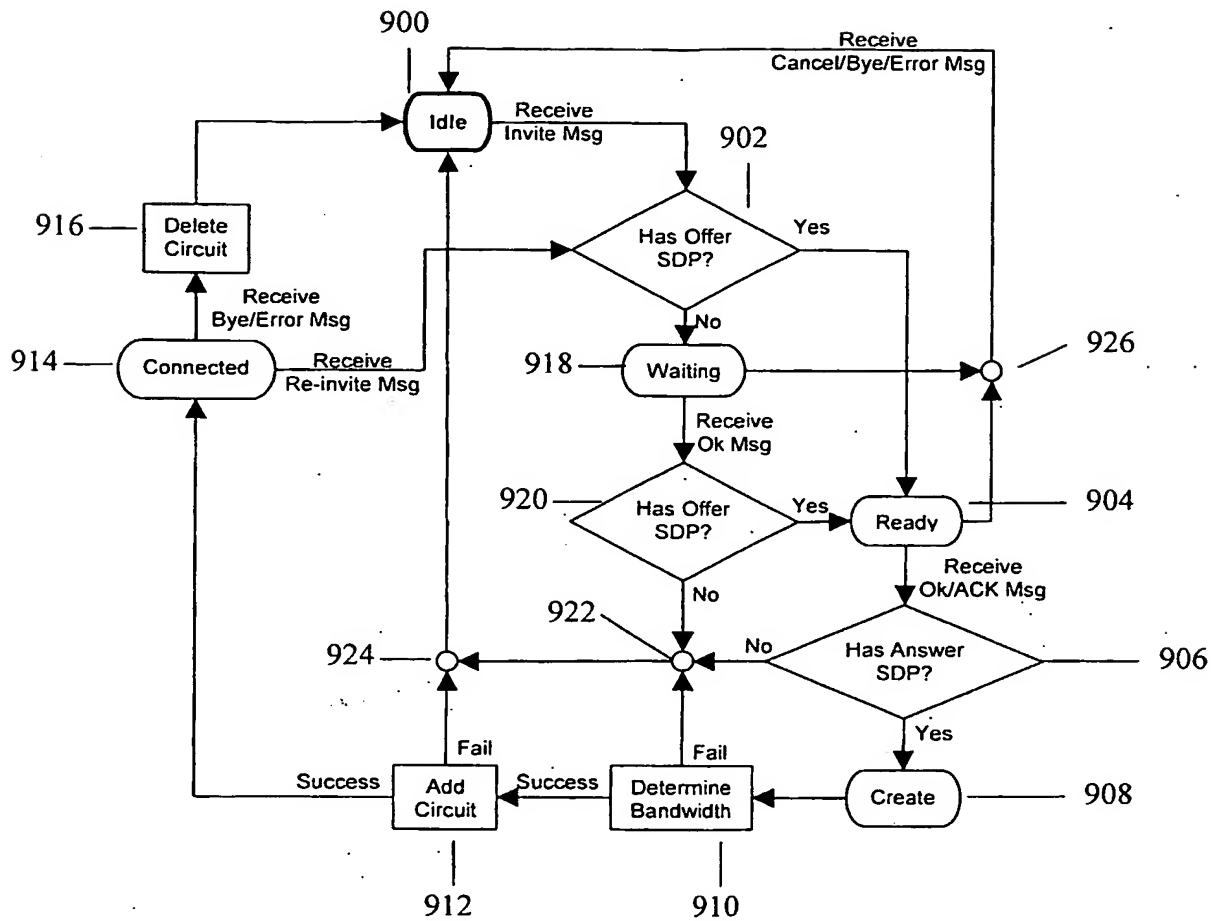 900
Receive
Cancel/Bye/Error Msg
Idle
Receive
Invite Msg
902
916
Delete
Circuit
Has Offer
SDP?
Yes
Receive
Bye/Error Msg
No
914
Connected
Receive
Re-invite Msg
918
Waiting
926
Receive
Ok Msg
920
Has Offer
SDP?
Yes
Ready
904
Receive
Ok/ACK Msg
No
922
924
No
Has Answer
SDP?
906
Fail
Fail
Yes
Success
Add
Circuit
Success
Determine
Bandwidth
Create
908
912
910